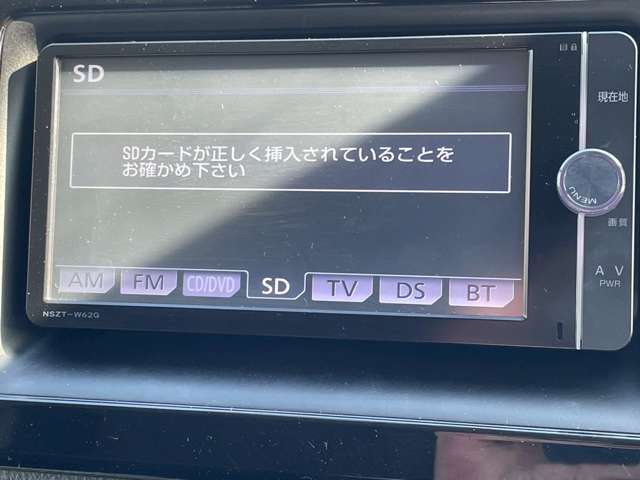 SD
SDカードが正しく挿入されていることを
お確かめ下さい
AM FM CD/DVD SD TV DS BT
NSZT-W62G
現在地
MENU
画質
A V
PWR